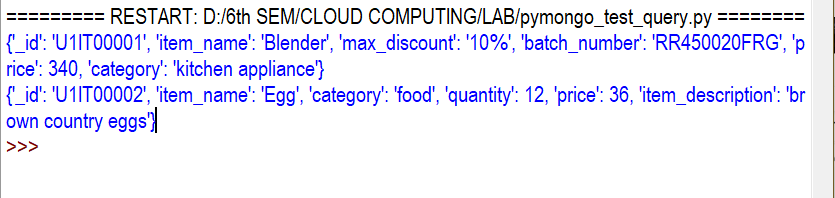 ========= RESTART: D:/6th SEM/CLOUD COMPUTING/LAB/pymongo_test_query.py ========
{'_id': 'U1IT00001', 'item_name': 'Blender', 'max_discount': '10%', 'batch_number': 'RR450020FRG', 'p
rice': 340, 'category': 'kitchen appliance'}
{'_id': 'U1IT00002', 'item_name': 'Egg', 'category': 'food', 'quantity': 12, 'price': 36, 'item_description': 'br
own country eggs'}
>>>